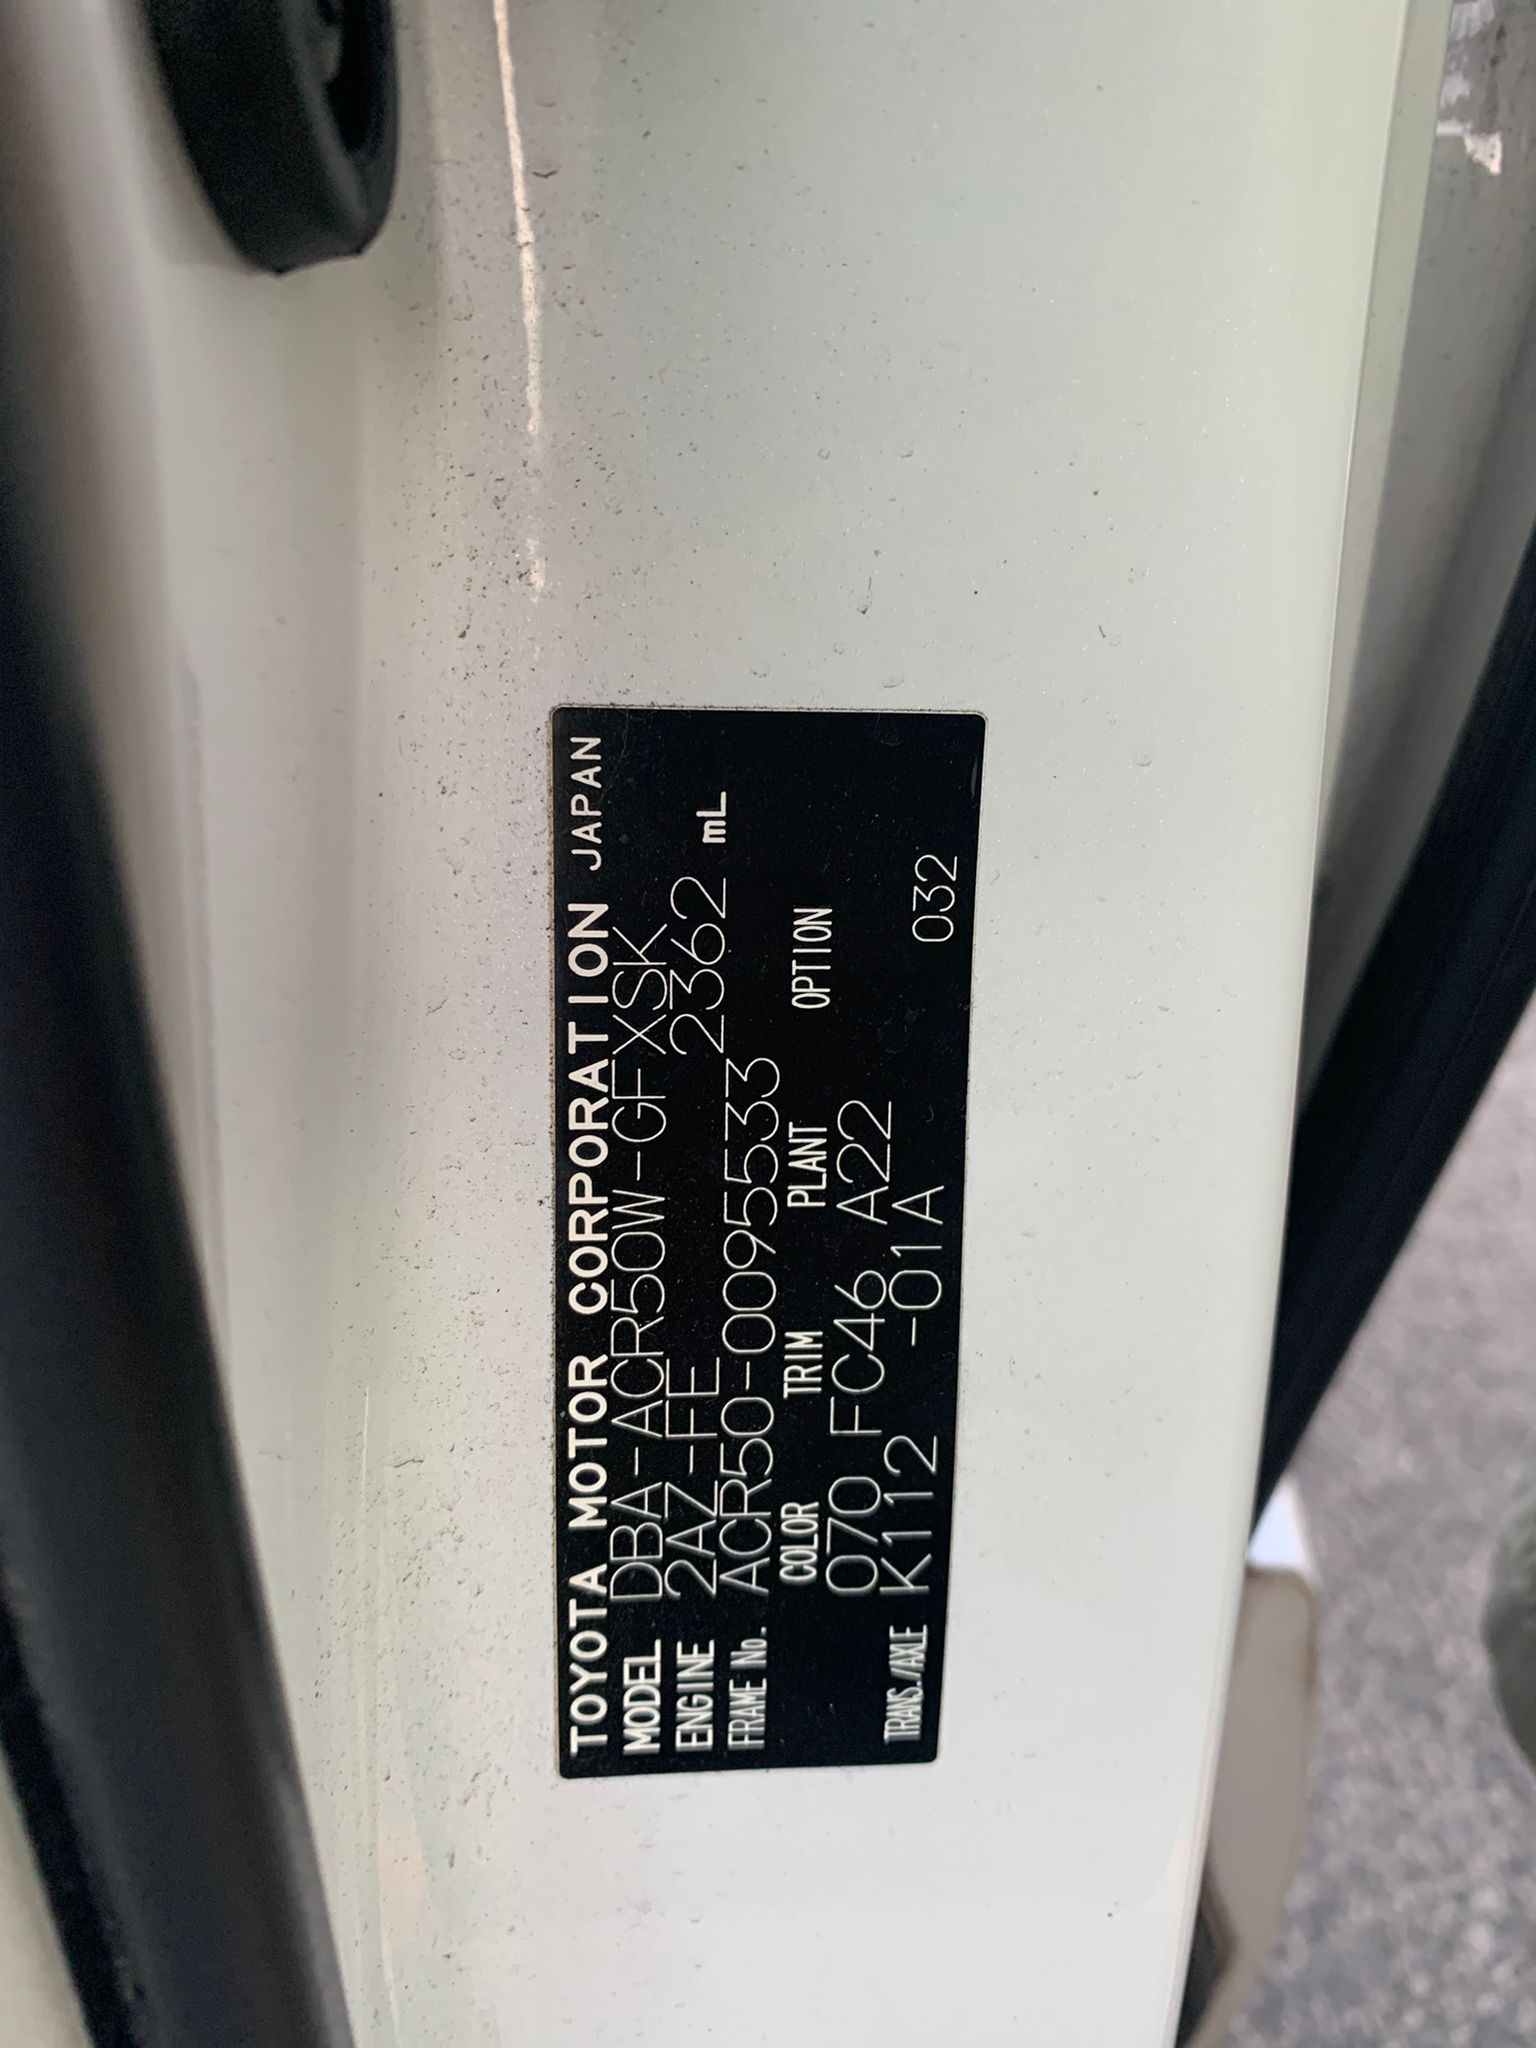 TOYOTA MOTOR CORPORATION JAPAN
MODEL DBA-ACR50W-GFXSK
ENGINE 2AZ-FE 2362 mL
FRAME No. ACR50-0095533
COLOR TRIM PLANT OPTION
070 FC46 A22
TRANS./AXLE K112 -01A 032